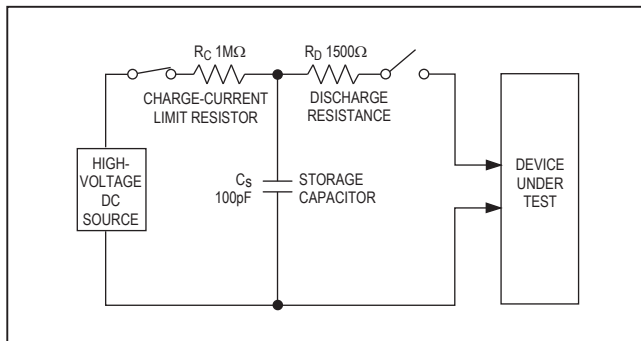 R_C 1MΩ
CHARGE-CURRENT
LIMIT RESISTOR
R_D 1500Ω
DISCHARGE
RESISTANCE
HIGH-
VOLTAGE
DC
SOURCE
C_S
100pF
STORAGE
CAPACITOR
DEVICE
UNDER
TEST